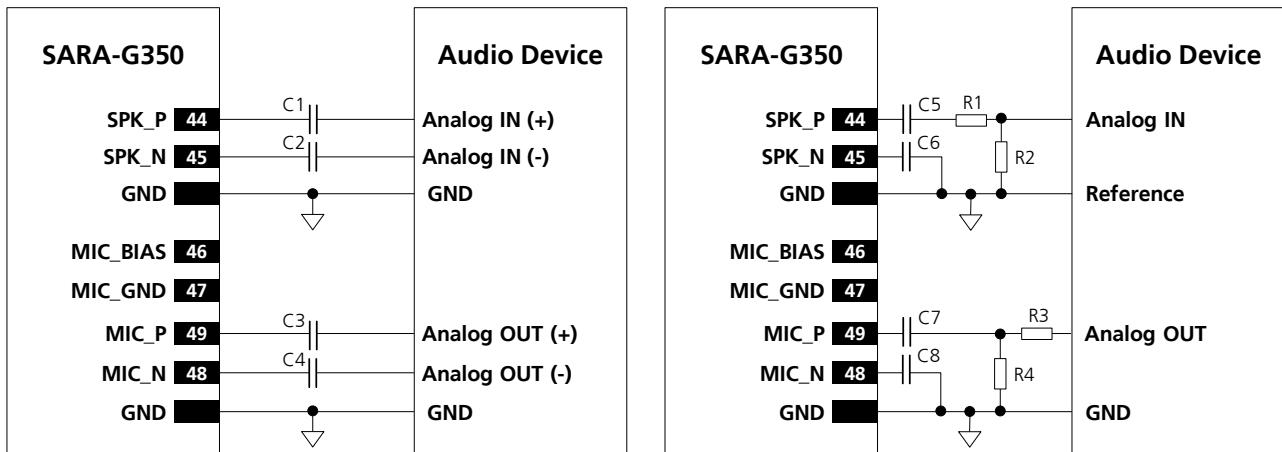 SARA-G350
Audio Device
C1
SPK_P 44 Analog IN (+)
C2
SPK_N 45 Analog IN (-)
GND GND
MIC_BIAS 46
MIC_GND 47
C3
MIC_P 49 Analog OUT (+)
C4
MIC_N 48 Analog OUT (-)
GND GND
SARA-G350
Audio Device
C5 R1
SPK_P 44 Analog IN
C6
SPK_N 45 R2
GND Reference
MIC_BIAS 46
MIC_GND 47
C7 R3
MIC_P 49 Analog OUT
C8
MIC_N 48 R4
GND GND